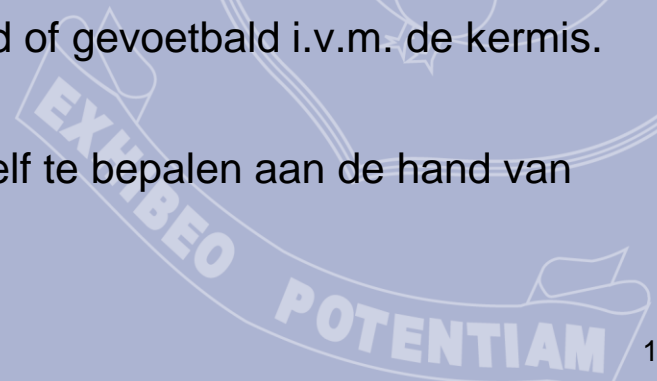 d of gevoetbald i.v.m. de kermis.
elf te bepalen aan de hand van
EXHIBEO POTENTIAM
1